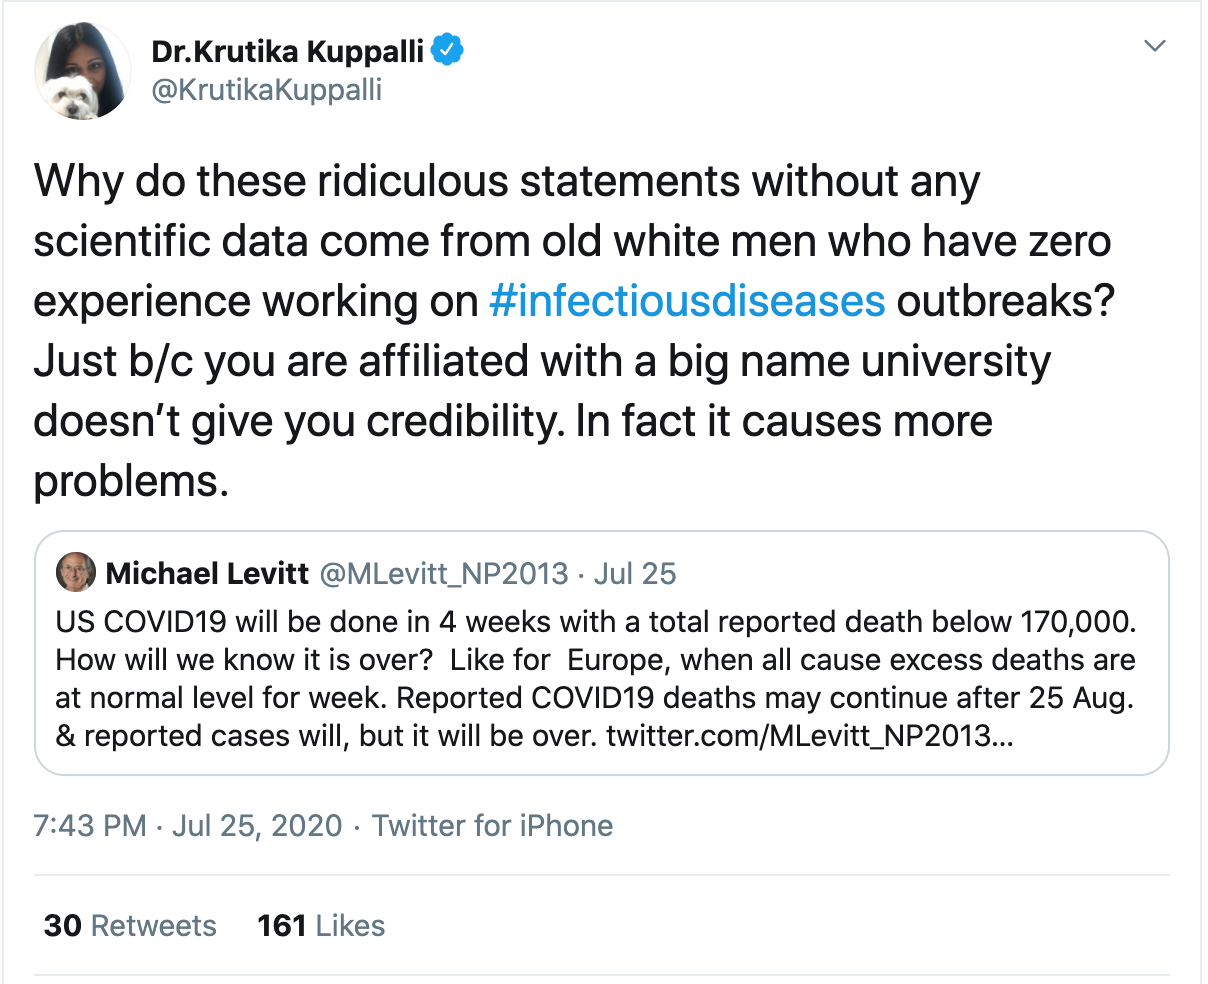 Dr.Krutika Kuppalli
@KrutikaKuppalli
Why do these ridiculous statements without any
scientific data come from old white men who have zero
experience working on #infectiousdiseases outbreaks?
Just b/c you are affiliated with a big name university
doesn’t give you credibility. In fact it causes more
problems.
Michael Levitt @MLevitt_NP2013 · Jul 25
US COVID19 will be done in 4 weeks with a total reported death below 170,000.
How will we know it is over?  Like for  Europe, when all cause excess deaths are
at normal level for week. Reported COVID19 deaths may continue after 25 Aug.
& reported cases will, but it will be over. twitter.com/MLevitt_NP2013…
7:43 PM · Jul 25, 2020 · Twitter for iPhone
30 Retweets 161 Likes